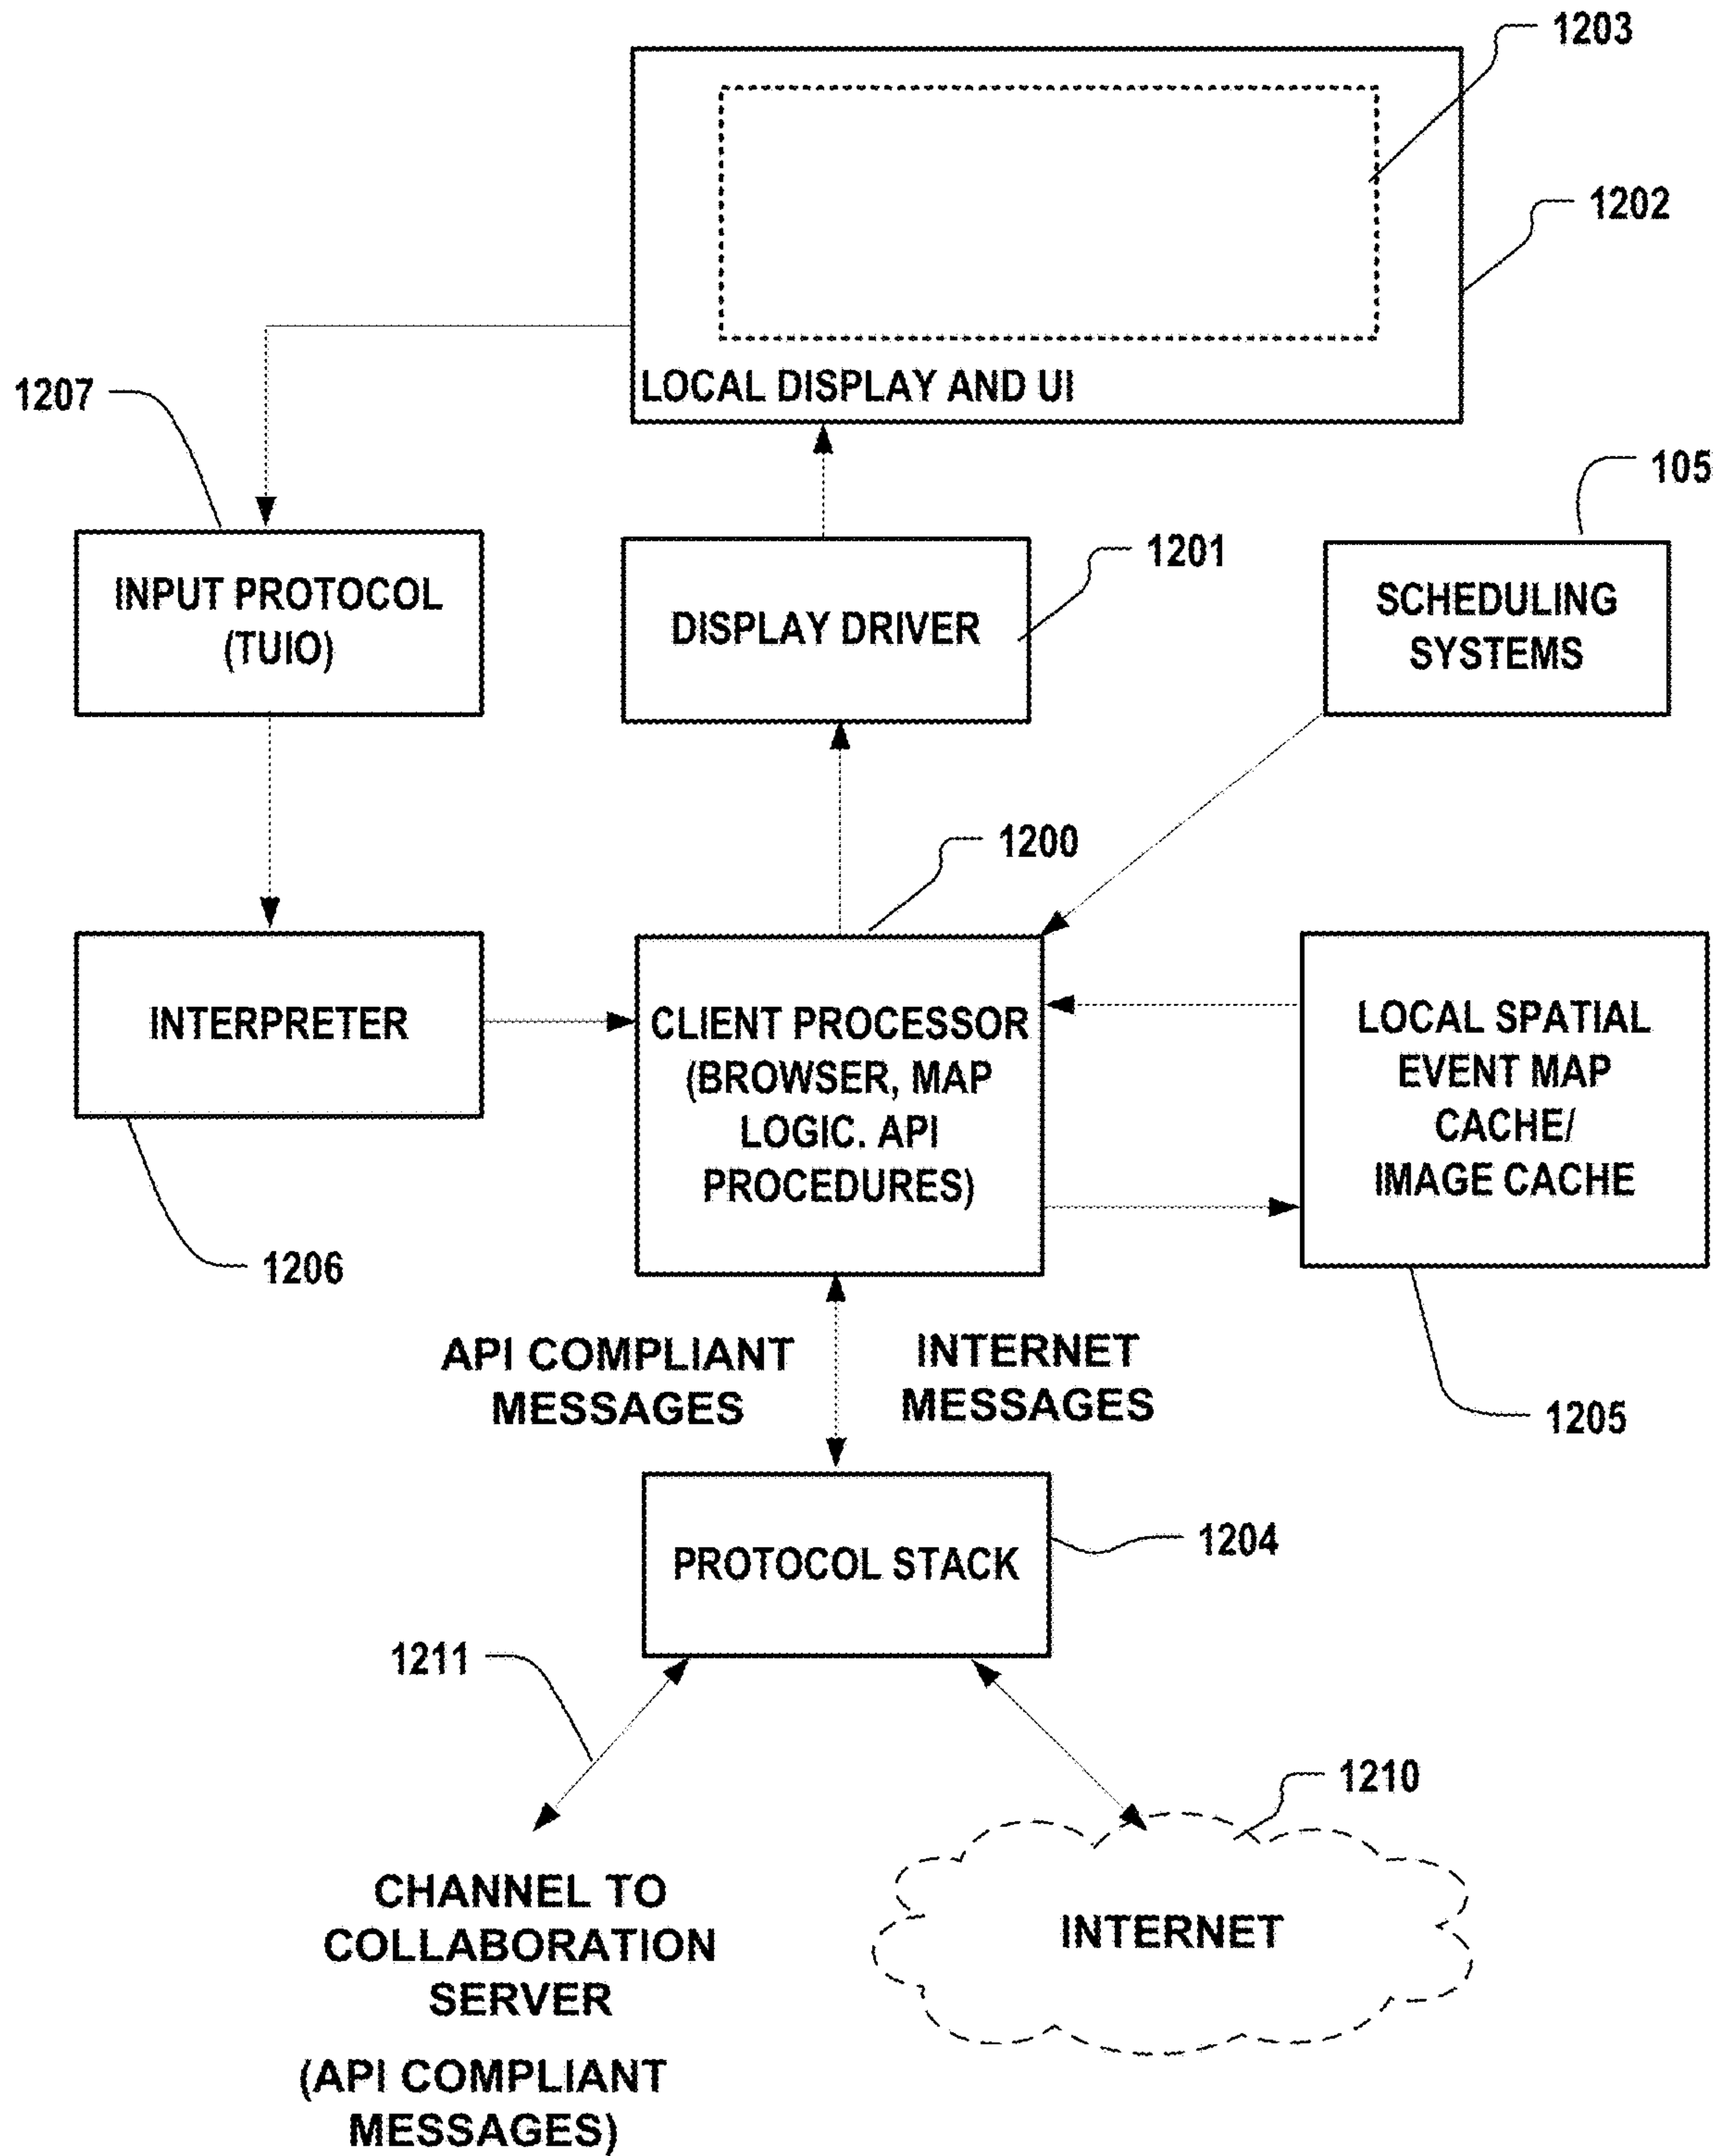 1203
1202
LOCAL DISPLAY AND UI
1207
105
INPUT PROTOCOL
(TUIO)
1201
DISPLAY DRIVER
SCHEDULING
SYSTEMS
1200
INTERPRETER
1206
CLIENT PROCESSOR
(BROWSER, MAP
LOGIC. API
PROCEDURES)
LOCAL SPATIAL
EVENT MAP
CACHE/
IMAGE CACHE
1205
API COMPLIANT
MESSAGES
INTERNET
MESSAGES
PROTOCOL STACK
1204
1211
1210
CHANNEL TO
COLLABORATION
SERVER
(API COMPLIANT
MESSAGES)
INTERNET